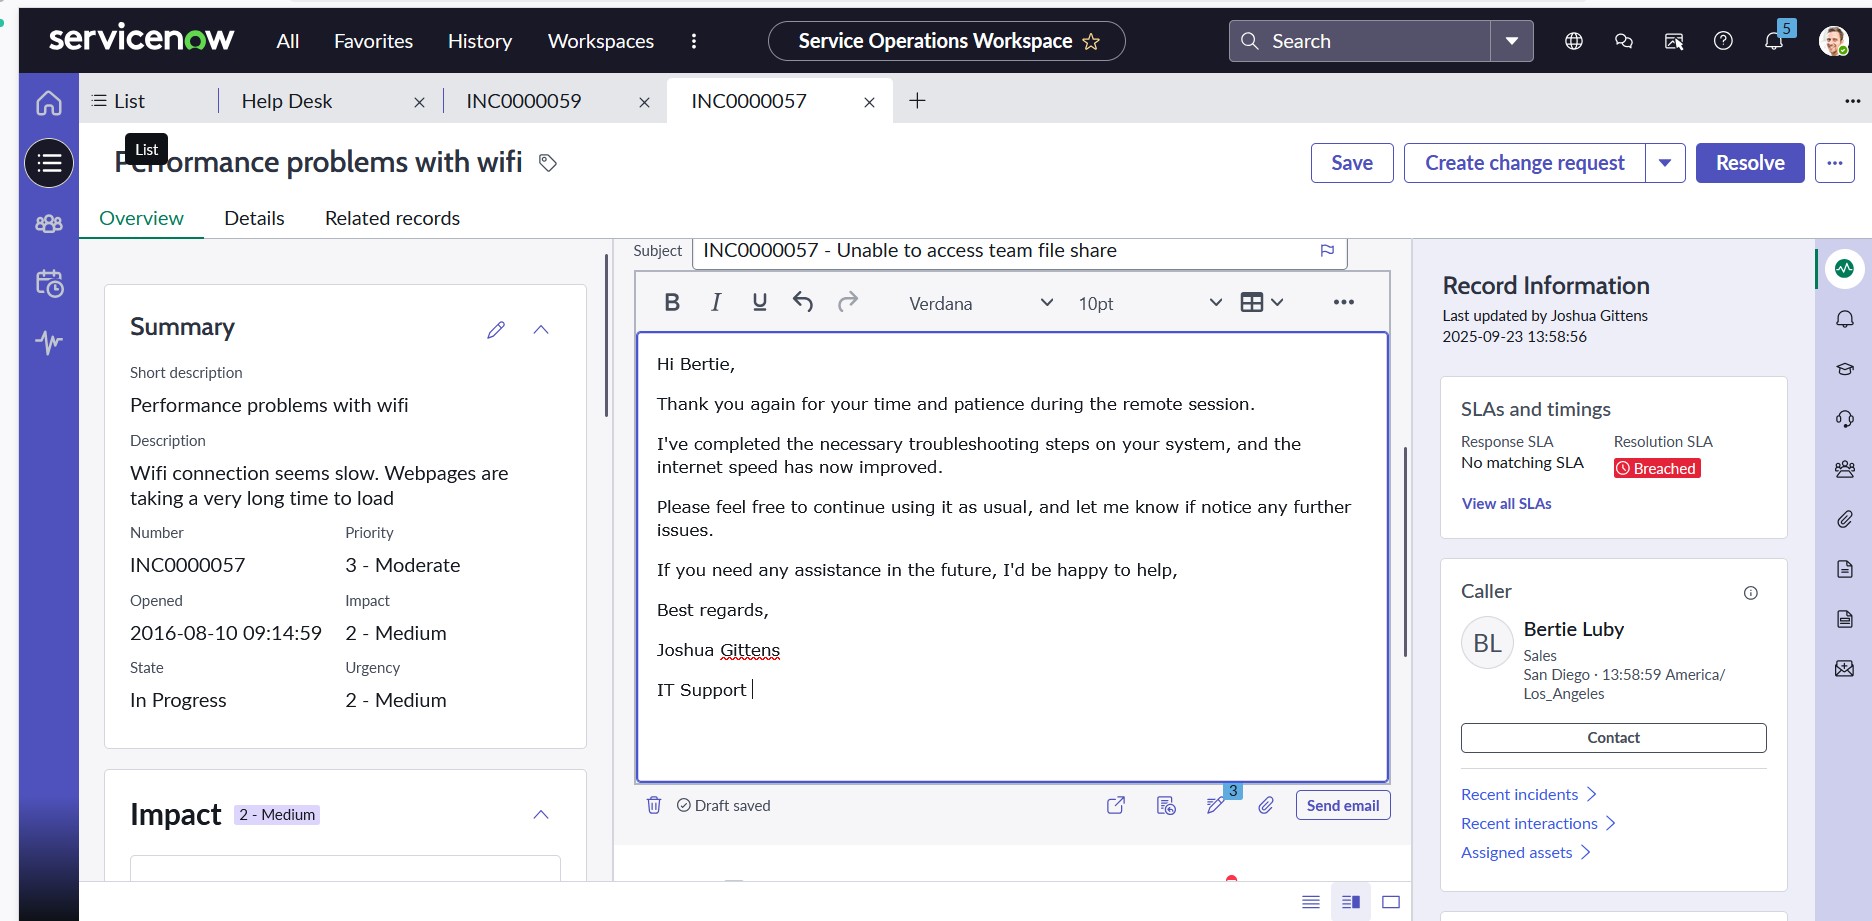 servicenow
All
Favorites
History
Workspaces
Service Operations Workspace
Search
5
List
Help Desk
INC0000059
INC0000057
List
Performance problems with wifi
Save
Create change request
Resolve
Overview
Details
Related records
Summary
Short description
Performance problems with wifi
Description
Wifi connection seems slow. Webpages are
taking a very long time to load
Number
Priority
INC0000057
3 - Moderate
Opened
Impact
2016-08-10 09:14:59
2 - Medium
State
Urgency
In Progress
2 - Medium
Impact
2 - Medium
Subject
INC0000057 - Unable to access team file share
B I U
Verdana
10pt
Hi Bertie,
Thank you again for your time and patience during the remote session.
I've completed the necessary troubleshooting steps on your system, and the
internet speed has now improved.
Please feel free to continue using it as usual, and let me know if notice any further
issues.
If you need any assistance in the future, I'd be happy to help,
Best regards,
Joshua Gittens
IT Support
Draft saved
3
Send email
Record Information
Last updated by Joshua Gittens
2025-09-23 13:58:56
SLAs and timings
Response SLA
Resolution SLA
No matching SLA
Breached
View all SLAs
Caller
BL
Bertie Luby
Sales
San Diego · 13:58:59 America/
Los_Angeles
Contact
Recent incidents
Recent interactions
Assigned assets